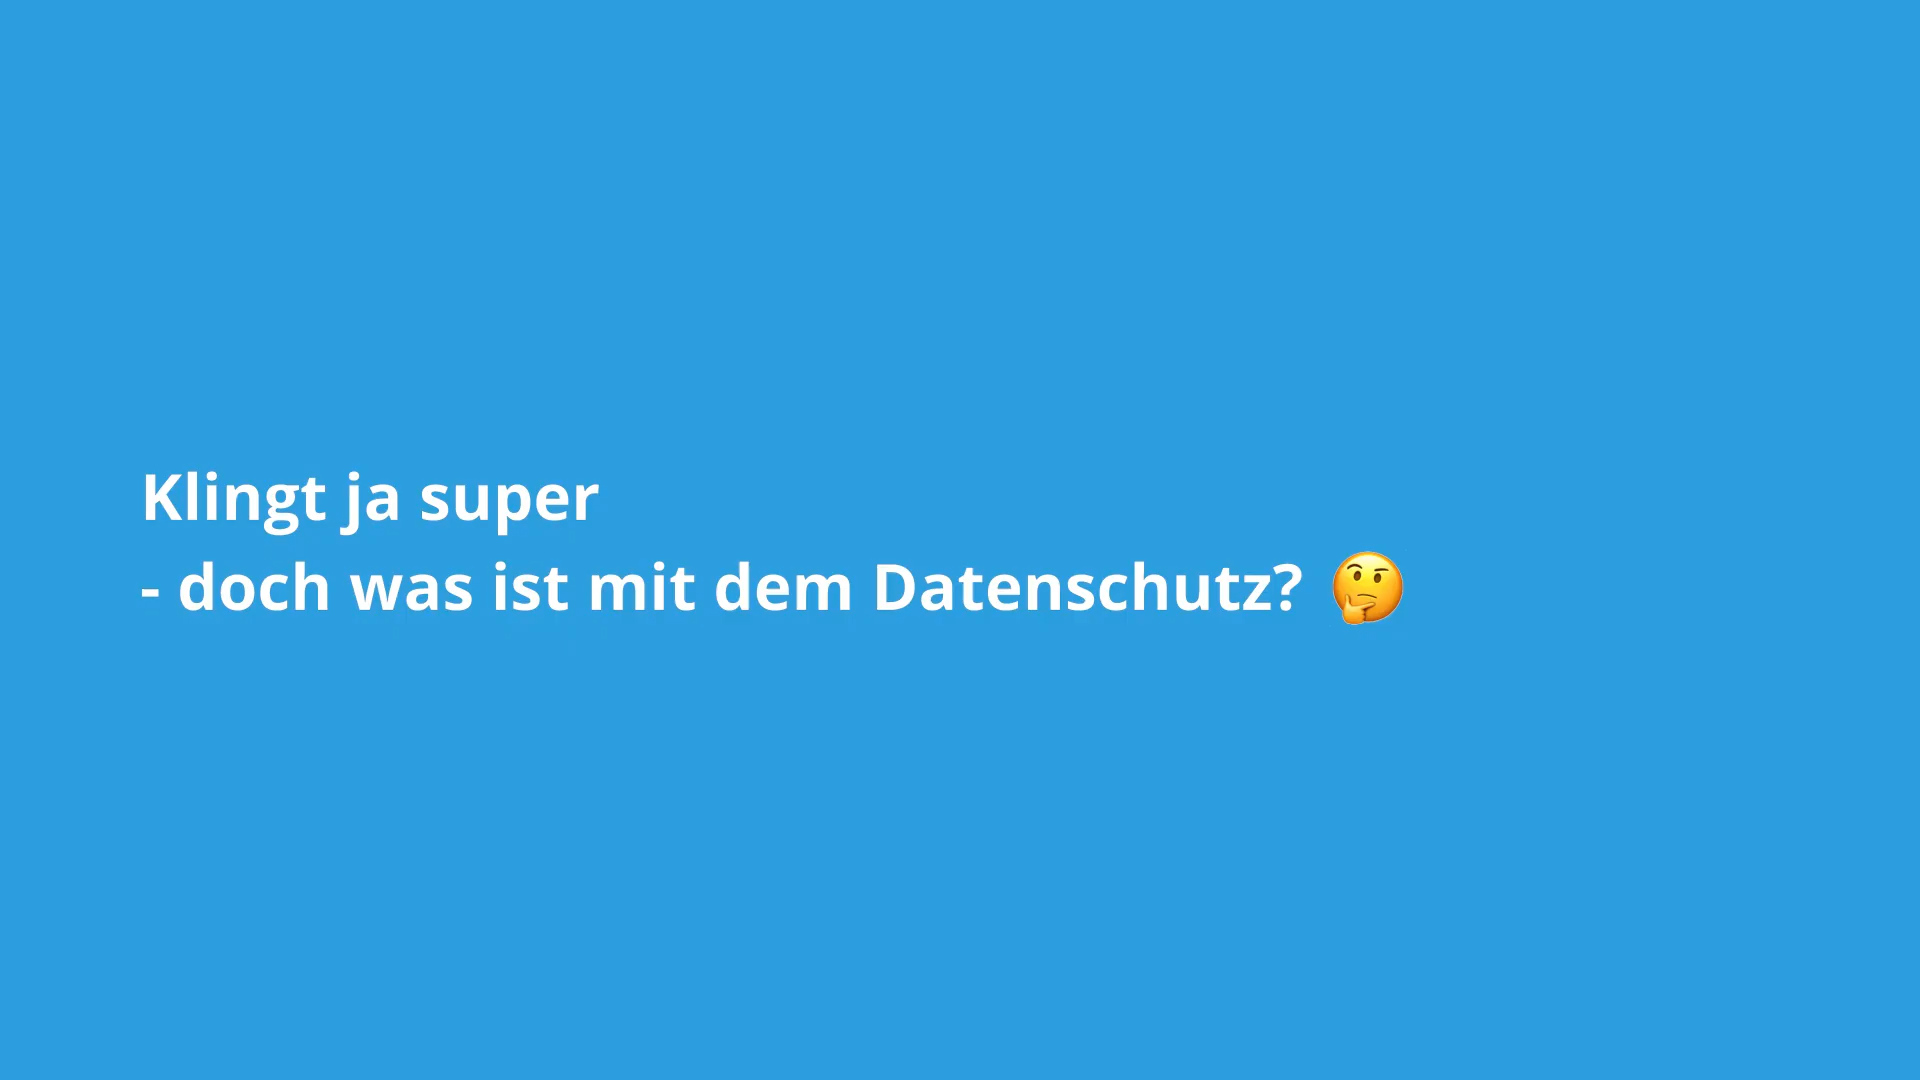 Klingt ja super
- doch was ist mit dem Datenschutz? 🤔